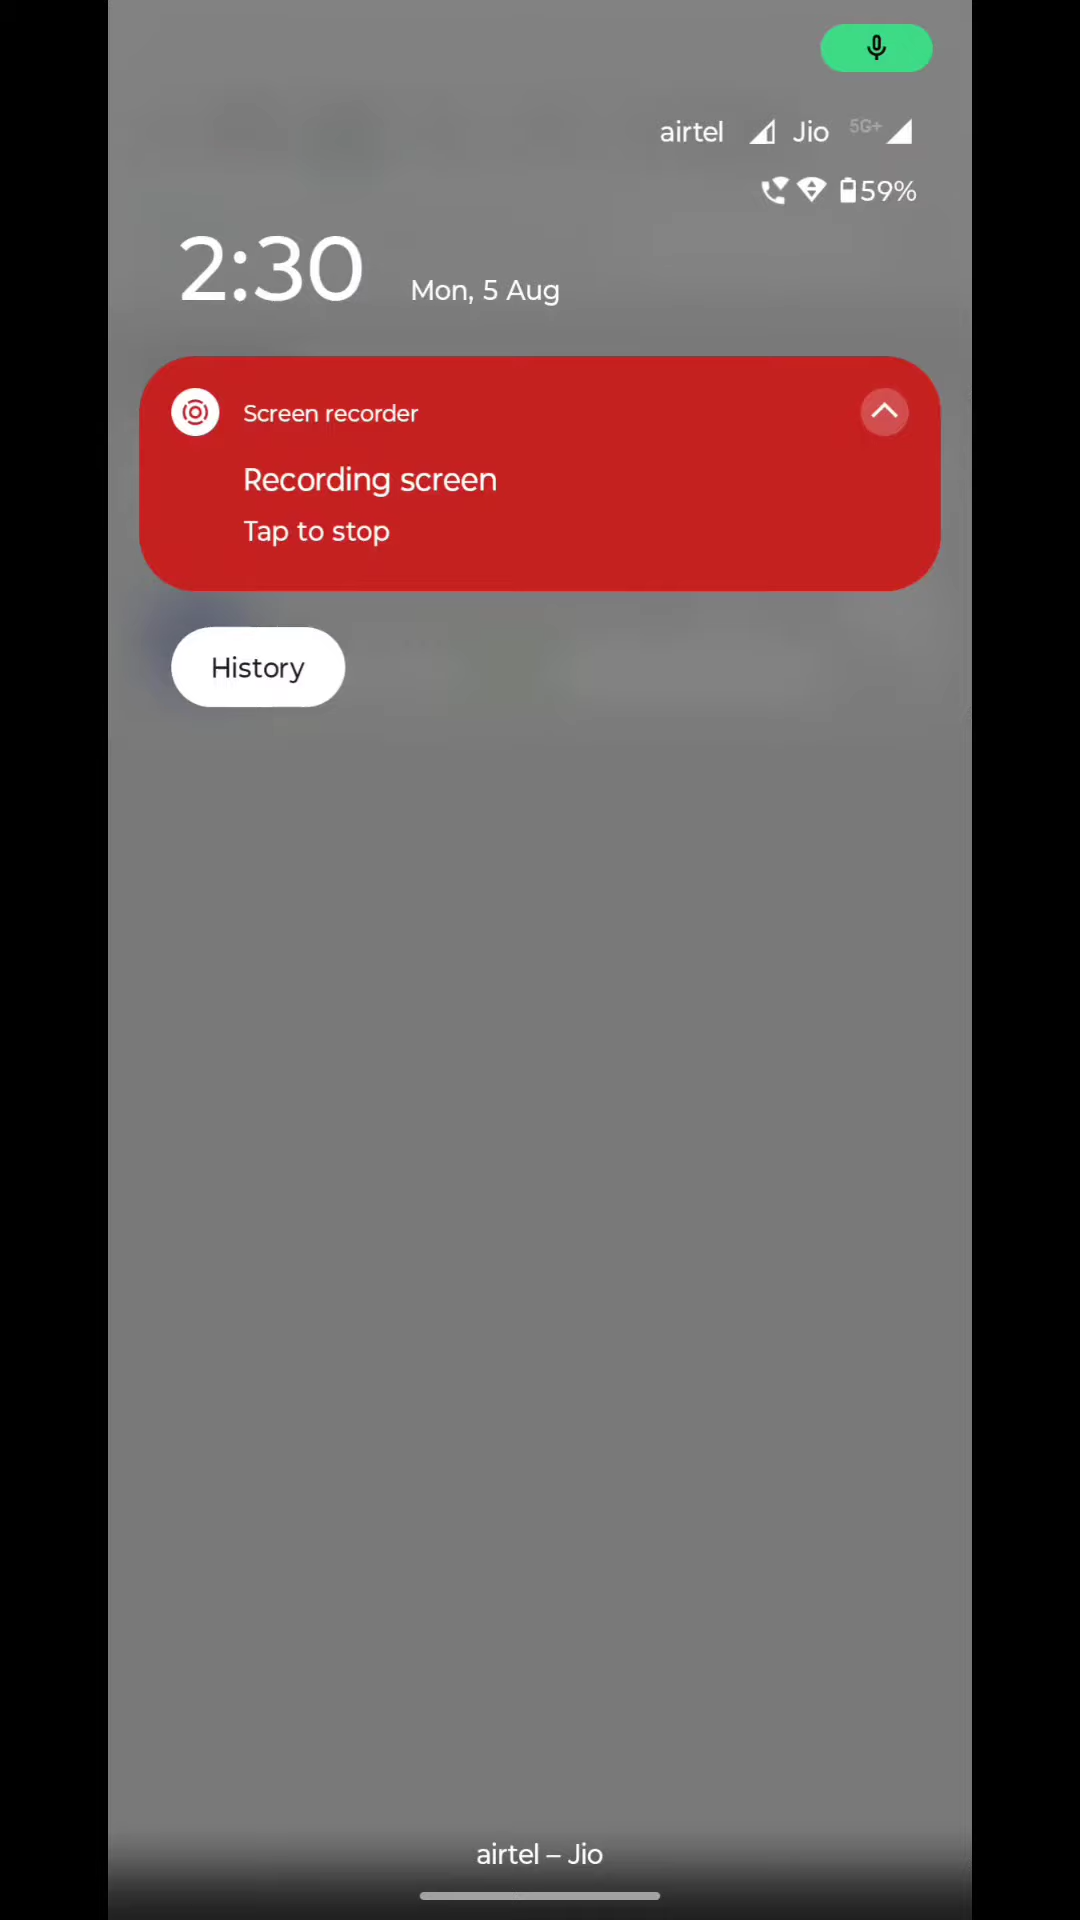 airtel Jio 5G+
59%
2:30 Mon, 5 Aug
Screen recorder
Recording screen
Tap to stop
History
airtel – Jio